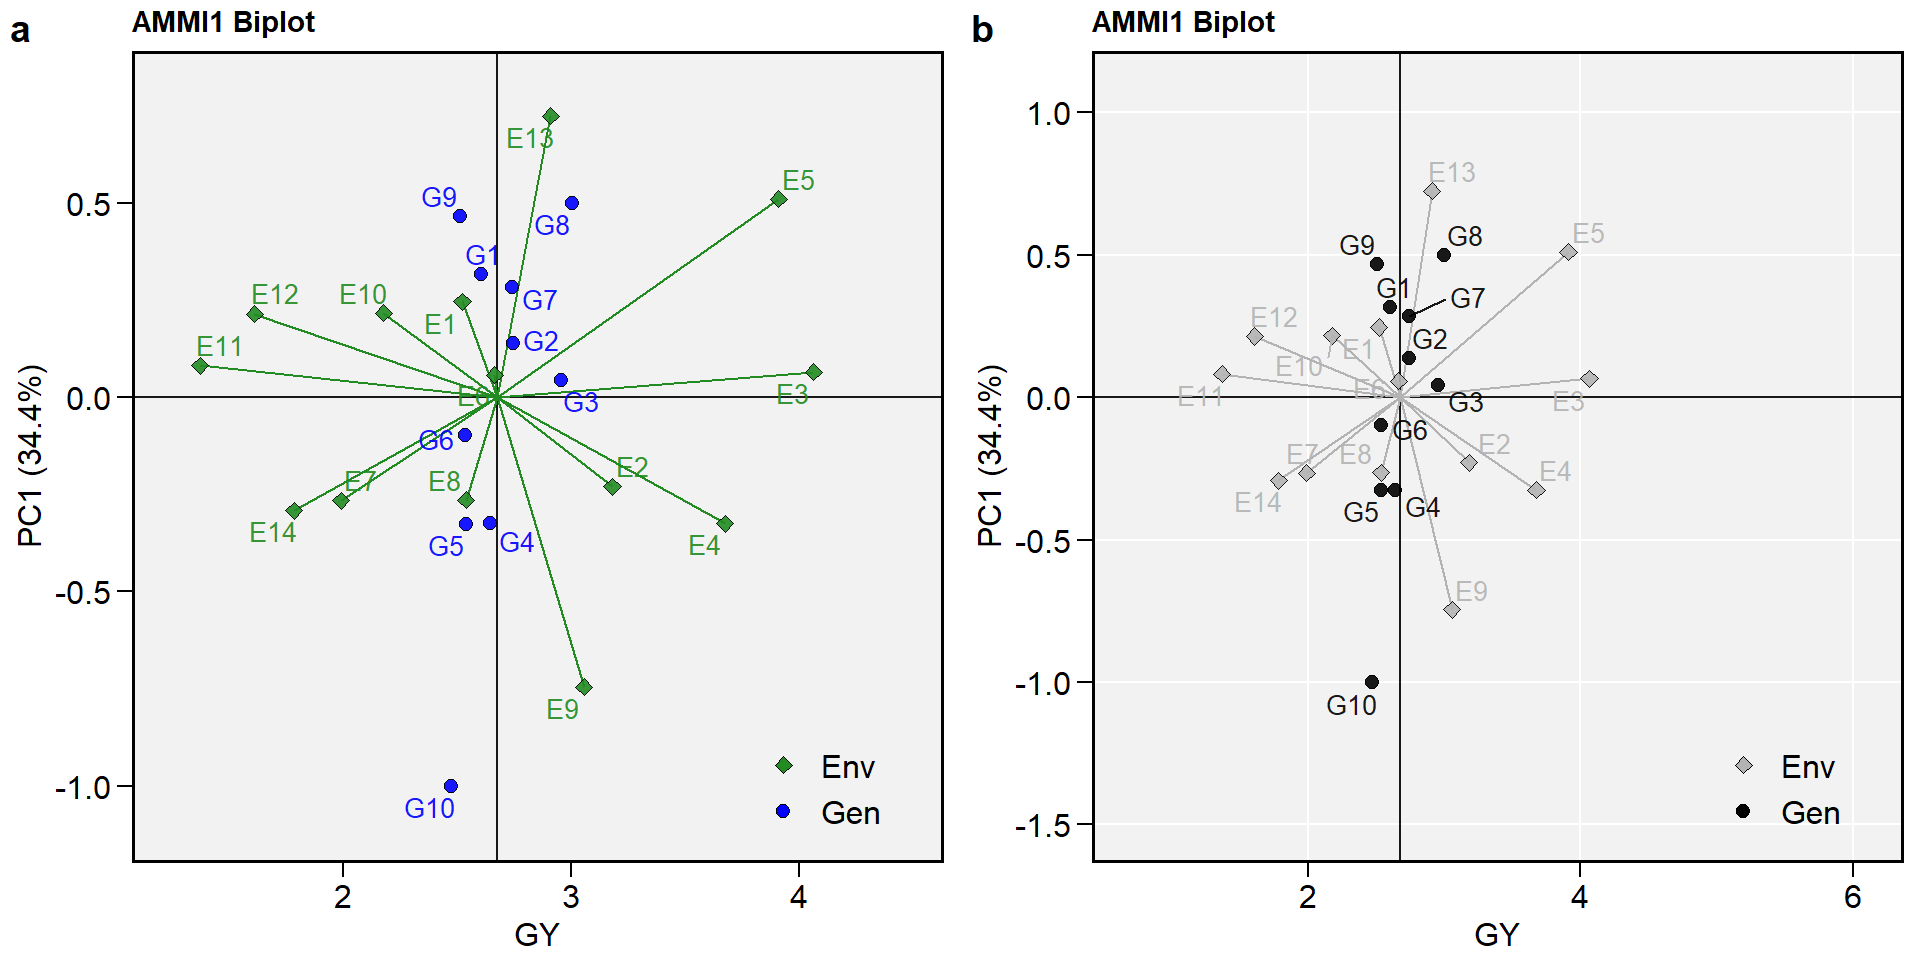 a
AMMI1 Biplot
E13
E5
G9
G8
G1
E12
E10
G7
E1
G2
E11
E6
E3
G3
G6
E2
E7
E8
E14
G5
G4
E4
E9
G10
Env
Gen
0.5
0.0
-0.5
-1.0
PC1 (34.4%)
2
3
4
GY
b
AMMI1 Biplot
E13
E5
G8
G9
G1
G7
E12
G2
E1
E10
E6
E11
E3
G3
G6
E2
E7
E8
E4
E14
G5
G4
E9
G10
Env
Gen
1.0
0.5
0.0
-0.5
-1.0
-1.5
PC1 (34.4%)
2
4
6
GY